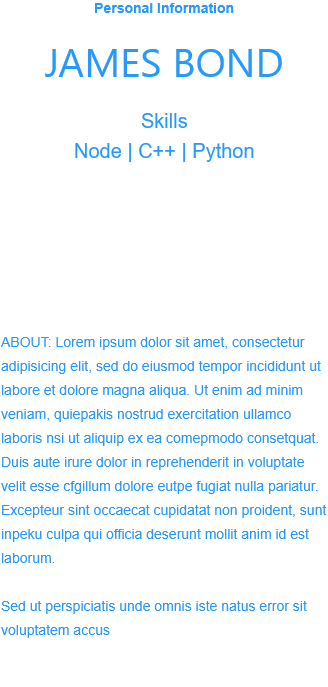 Personal Information
JAMES BOND
Skills
Node | C++ | Python
ABOUT: Lorem ipsum dolor sit amet, consectetur
adipisicing elit, sed do eiusmod tempor incididunt ut
labore et dolore magna aliqua. Ut enim ad minim
veniam, quiepakis nostrud exercitation ullamco
laboris nsi ut aliquip ex ea comepmodo consetquat.
Duis aute irure dolor in reprehenderit in voluptate
velit esse cfgillum dolore eutpe fugiat nulla pariatur.
Excepteur sint occaecat cupidatat non proident, sunt
inpeku culpa qui officia deserunt mollit anim id est
laborum.
Sed ut perspiciatis unde omnis iste natus error sit
voluptatem accus